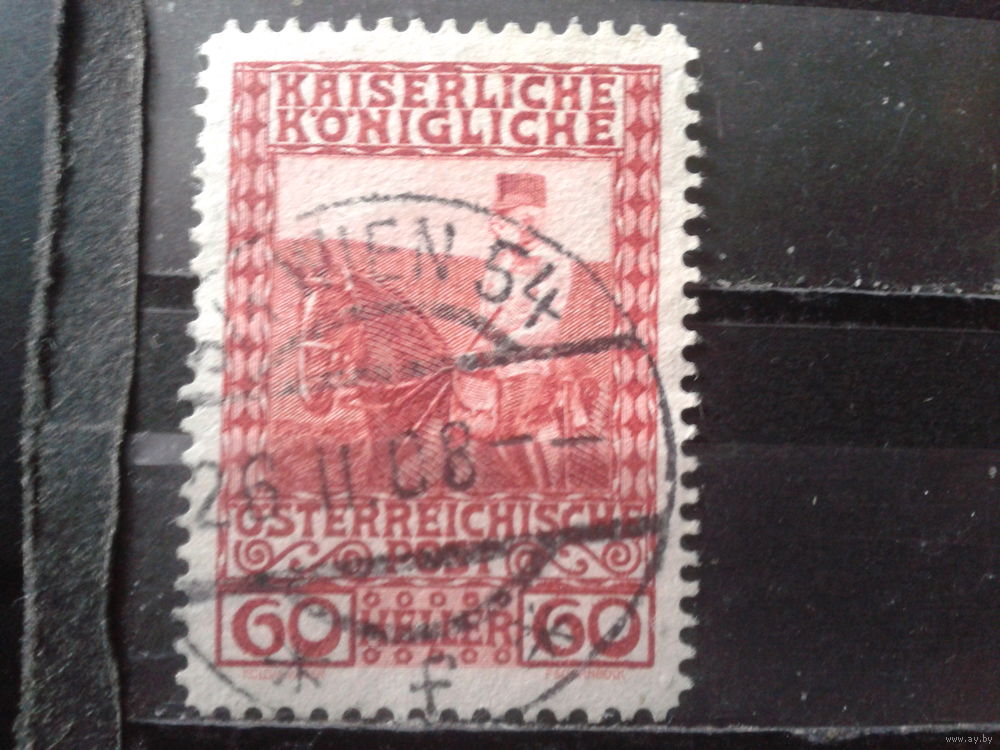 KAISERLICHE
KÖNIGLICHE
WIEN 54
26 II.08--
ÖSTERREICHISCHE
POST
60 HELLER 60
* f *
www.ay.by